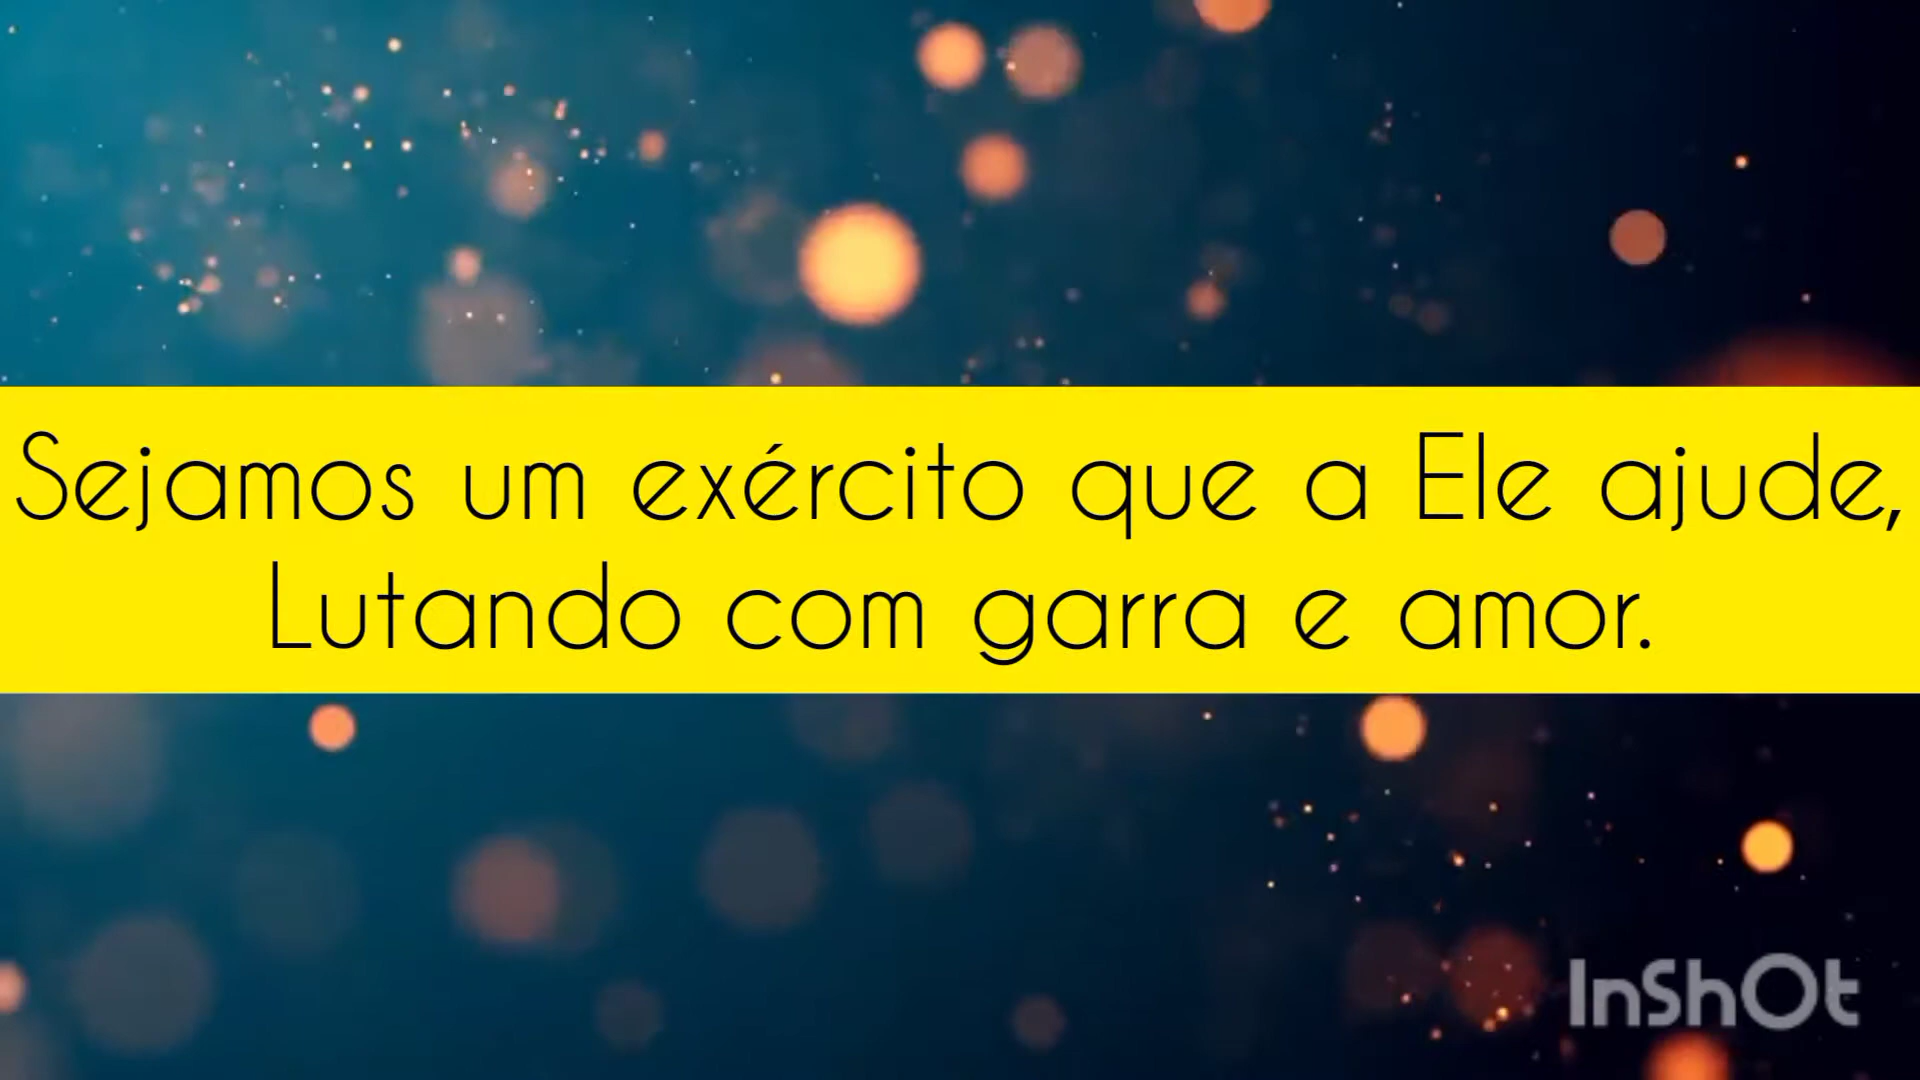 Sejamos um exército que a Ele ajude,
Lutando com garra e amor.
InShOt